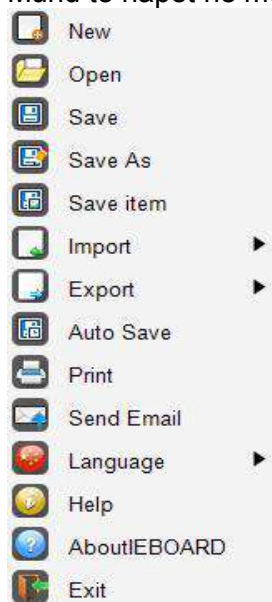 New
Open
Save
Save As
Save item
Import
Export
Auto Save
Print
Send Email
Language
Help
AboutIEBOARD
Exit